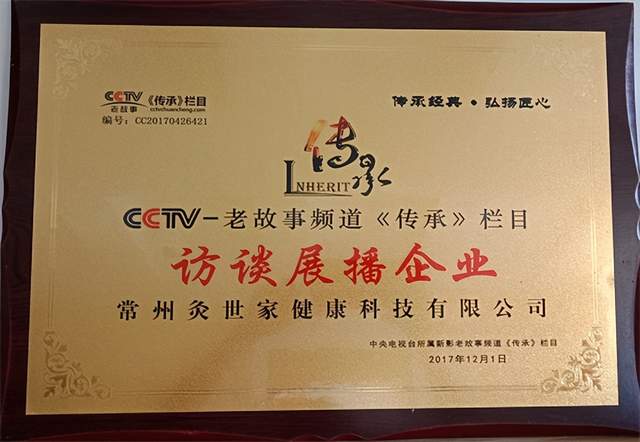 CCTV 老故事 《传承》栏目 cctvchuancheng.com
编号：CC20170426421
传承经典·弘扬匠心
传承
INHERIT
CCTV－老故事频道《传承》栏目
访谈展播企业
常州灸世家健康科技有限公司
中央电视台所属新影老故事频道《传承》栏目
2017年12月1日